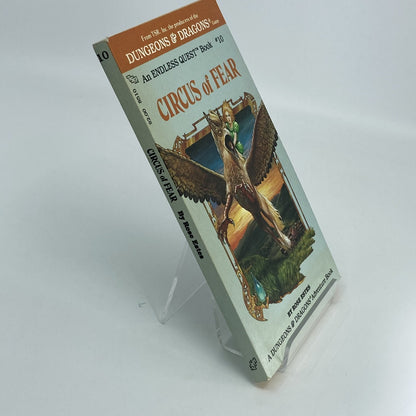 From TSR, Inc. the producers of the
DUNGEONS & DRAGONS® Game
An ENDLESS QUEST™ Book #10
CIRCUS of FEAR
BY ROSE ESTES
A DUNGEONS & DRAGONS® Adventure Book
10
CIRCUS of FEAR
By Rose Estes